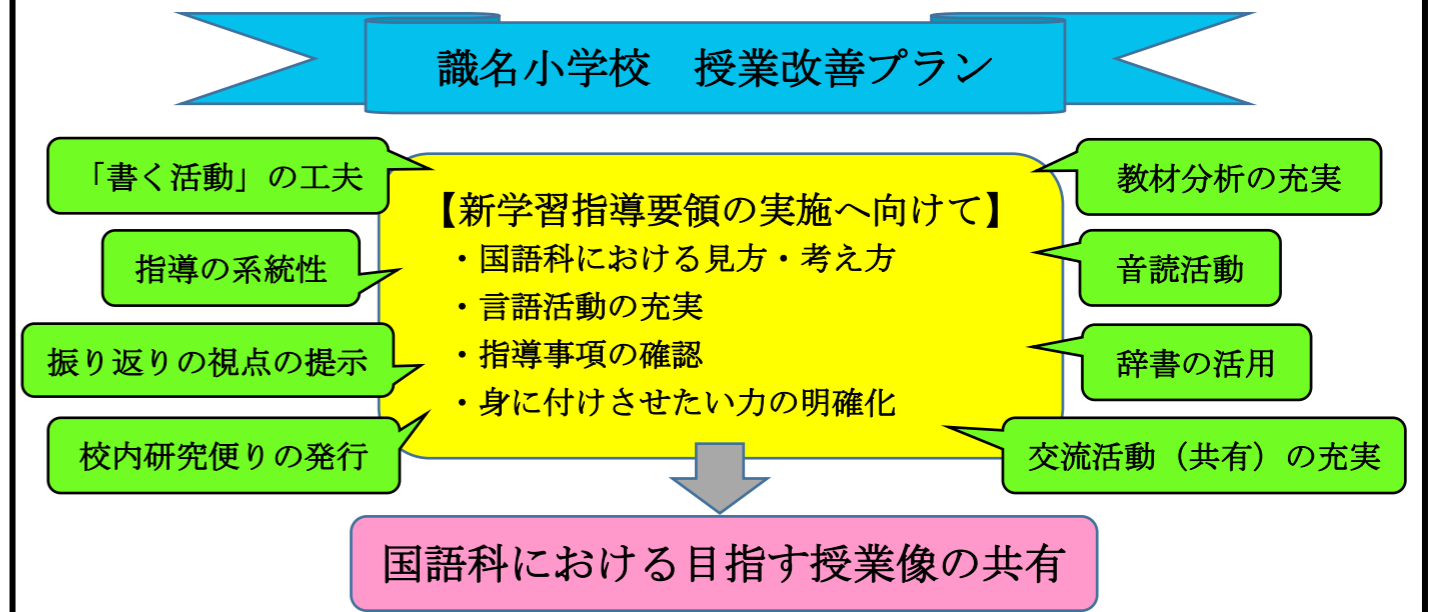 識名小学校　授業改善プラン
「書く活動」の工夫
指導の系統性
振り返りの視点の提示
校内研究便りの発行
【新学習指導要領の実施へ向けて】
・国語科における見方・考え方
・言語活動の充実
・指導事項の確認
・身に付けさせたい力の明確化
教材分析の充実
音読活動
辞書の活用
交流活動（共有）の充実
国語科における目指す授業像の共有